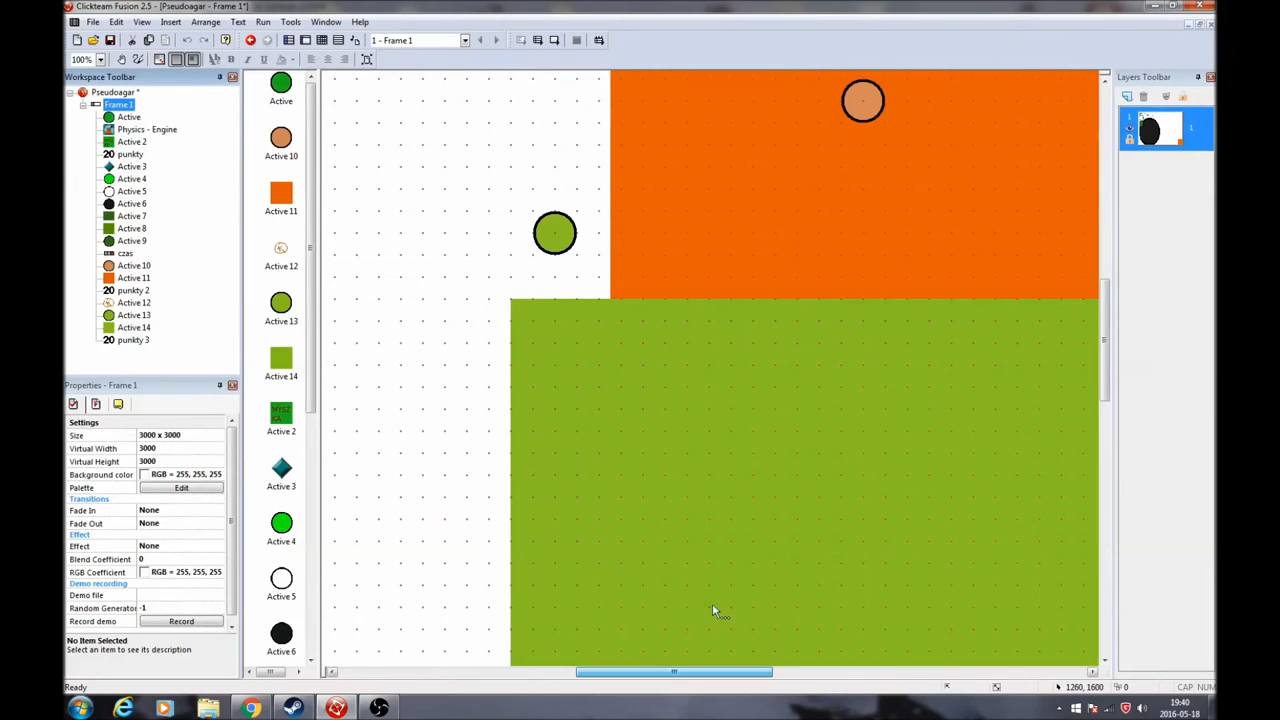 Clickteam Fusion 2.5 - [Pseudoagar - Frame 1*]
File Edit View Insert Arrange Text Run Tools Window Help
1 - Frame 1
100%
Workspace Toolbar
Pseudoagar *
Frame 1
Active
Physics - Engine
Active 2
20 punkty
Active 3
Active 4
Active 5
Active 6
Active 7
Active 8
Active 9
czas
Active 10
Active 11
20 punkty 2
Active 12
Active 13
Active 14
20 punkty 3
Properties - Frame 1
Settings
Size 3000 x 3000
Virtual Width 3000
Virtual Height 3000
Background color RGB = 255, 255, 255
Palette Edit
Transitions
Fade In None
Fade Out None
Effect
Effect None
Blend Coefficient 0
RGB Coefficient RGB = 255, 255, 255
Demo recording
Demo file
Random Generator -1
Record demo Record
No Item Selected
Select an item to see its description
Active
Active 10
Active 11
Active 12
Active 13
Active 14
MYSZ
KA
Active 2
Active 3
Active 4
Active 5
Active 6
Layers Toolbar
1
1
Ready
1260, 1600
0
CAP NUM
19:40
2016-05-18